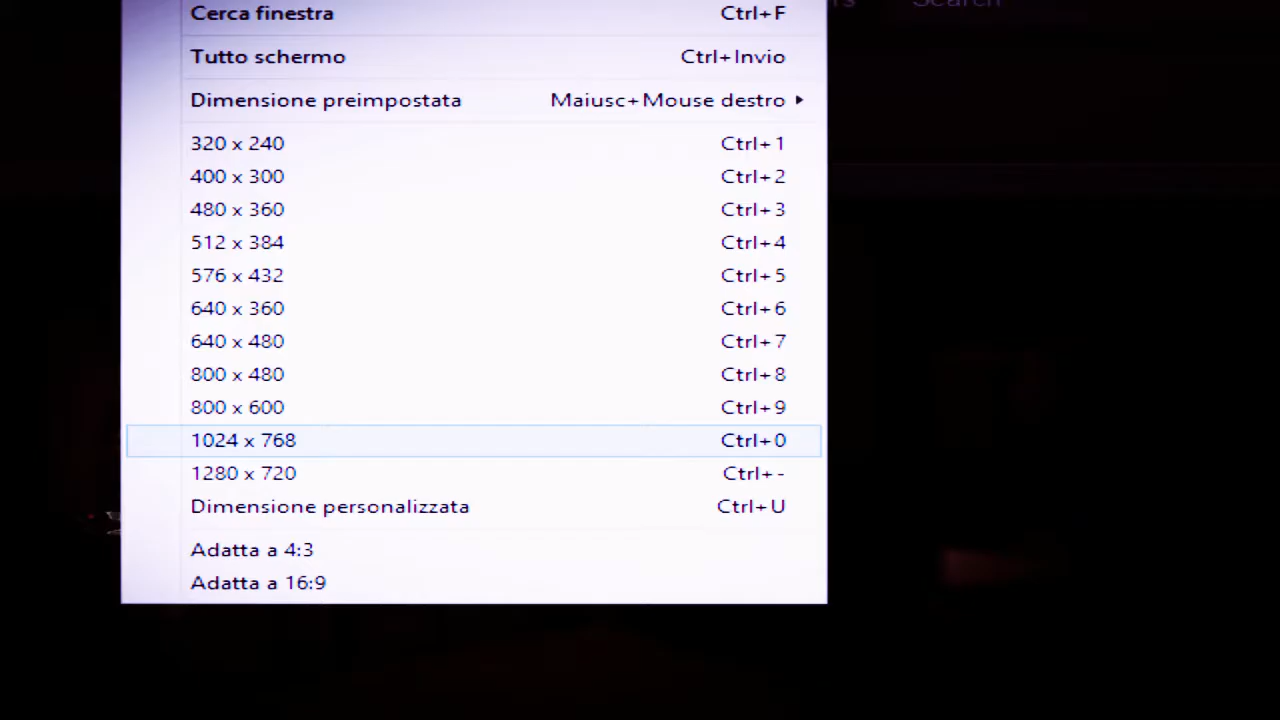 Cerca finestra Ctrl+F
Tutto schermo Ctrl+Invio
Dimensione preimpostata Maiusc+Mouse destro
320 x 240 Ctrl+1
400 x 300 Ctrl+2
480 x 360 Ctrl+3
512 x 384 Ctrl+4
576 x 432 Ctrl+5
640 x 360 Ctrl+6
640 x 480 Ctrl+7
800 x 480 Ctrl+8
800 x 600 Ctrl+9
1024 x 768 Ctrl+0
1280 x 720 Ctrl+-
Dimensione personalizzata Ctrl+U
Adatta a 4:3
Adatta a 16:9